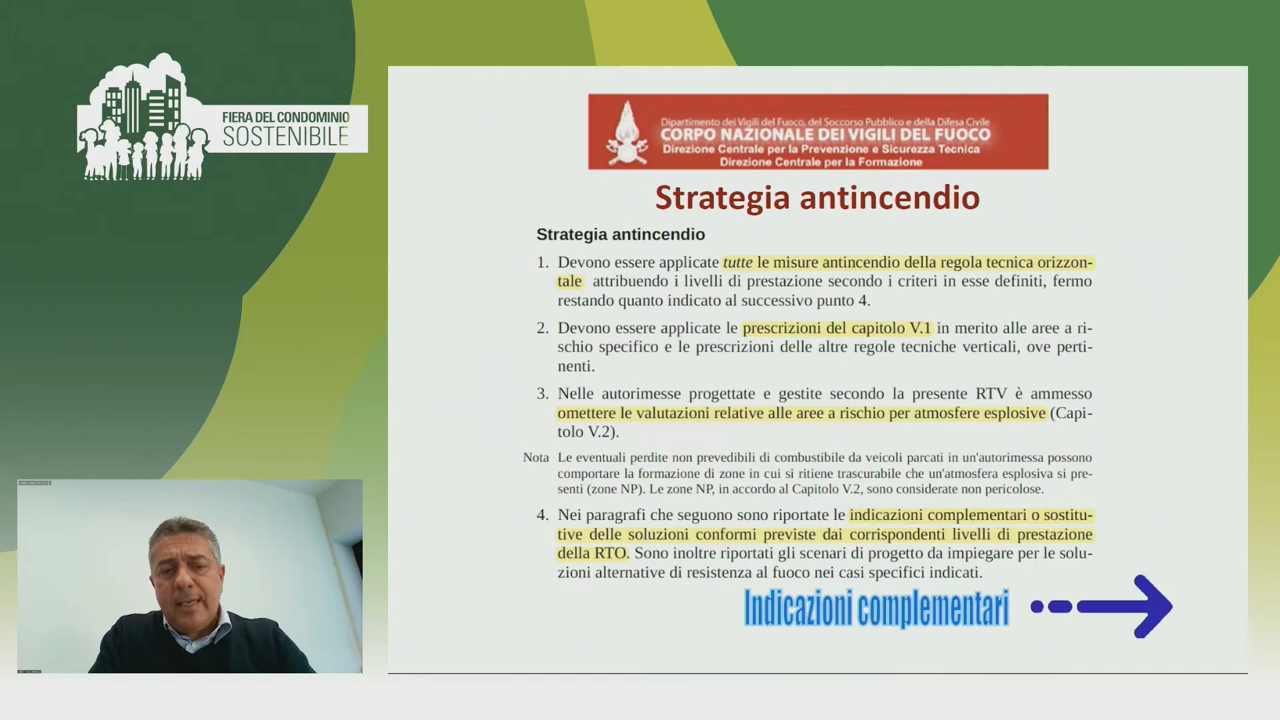 FIERA DEL CONDOMINIO
SOSTENIBILE
Dipartimento dei Vigili del Fuoco, del Soccorso Pubblico e della Difesa Civile
CORPO NAZIONALE DEI VIGILI DEL FUOCO
Direzione Centrale per la Prevenzione e Sicurezza Tecnica
Direzione Centrale per la Formazione
Strategia antincendio
Strategia antincendio
1. Devono essere applicate tutte le misure antincendio della regola tecnica orizzon-
tale attribuendo i livelli di prestazione secondo i criteri in esse definiti, fermo
restando quanto indicato al successivo punto 4.
2. Devono essere applicate le prescrizioni del capitolo V.1 in merito alle aree a ri-
schio specifico e le prescrizioni delle altre regole tecniche verticali, ove perti-
nenti.
3. Nelle autorimesse progettate e gestite secondo la presente RTV è ammesso
omettere le valutazioni relative alle aree a rischio per atmosfere esplosive (Capi-
tolo V.2).
Nota Le eventuali perdite non prevedibili di combustibile da veicoli parcati in un'autorimessa possono
comportare la formazione di zone in cui si ritiene trascurabile che un'atmosfera esplosiva si pre-
senti (zone NP). Le zone NP, in accordo al Capitolo V.2, sono considerate non pericolose.
4. Nei paragrafi che seguono sono riportate le indicazioni complementari o sostitu-
tive delle soluzioni conformi previste dai corrispondenti livelli di prestazione
della RTO. Sono inoltre riportati gli scenari di progetto da impiegare per le solu-
zioni alternative di resistenza al fuoco nei casi specifici indicati.
Indicazioni complementari